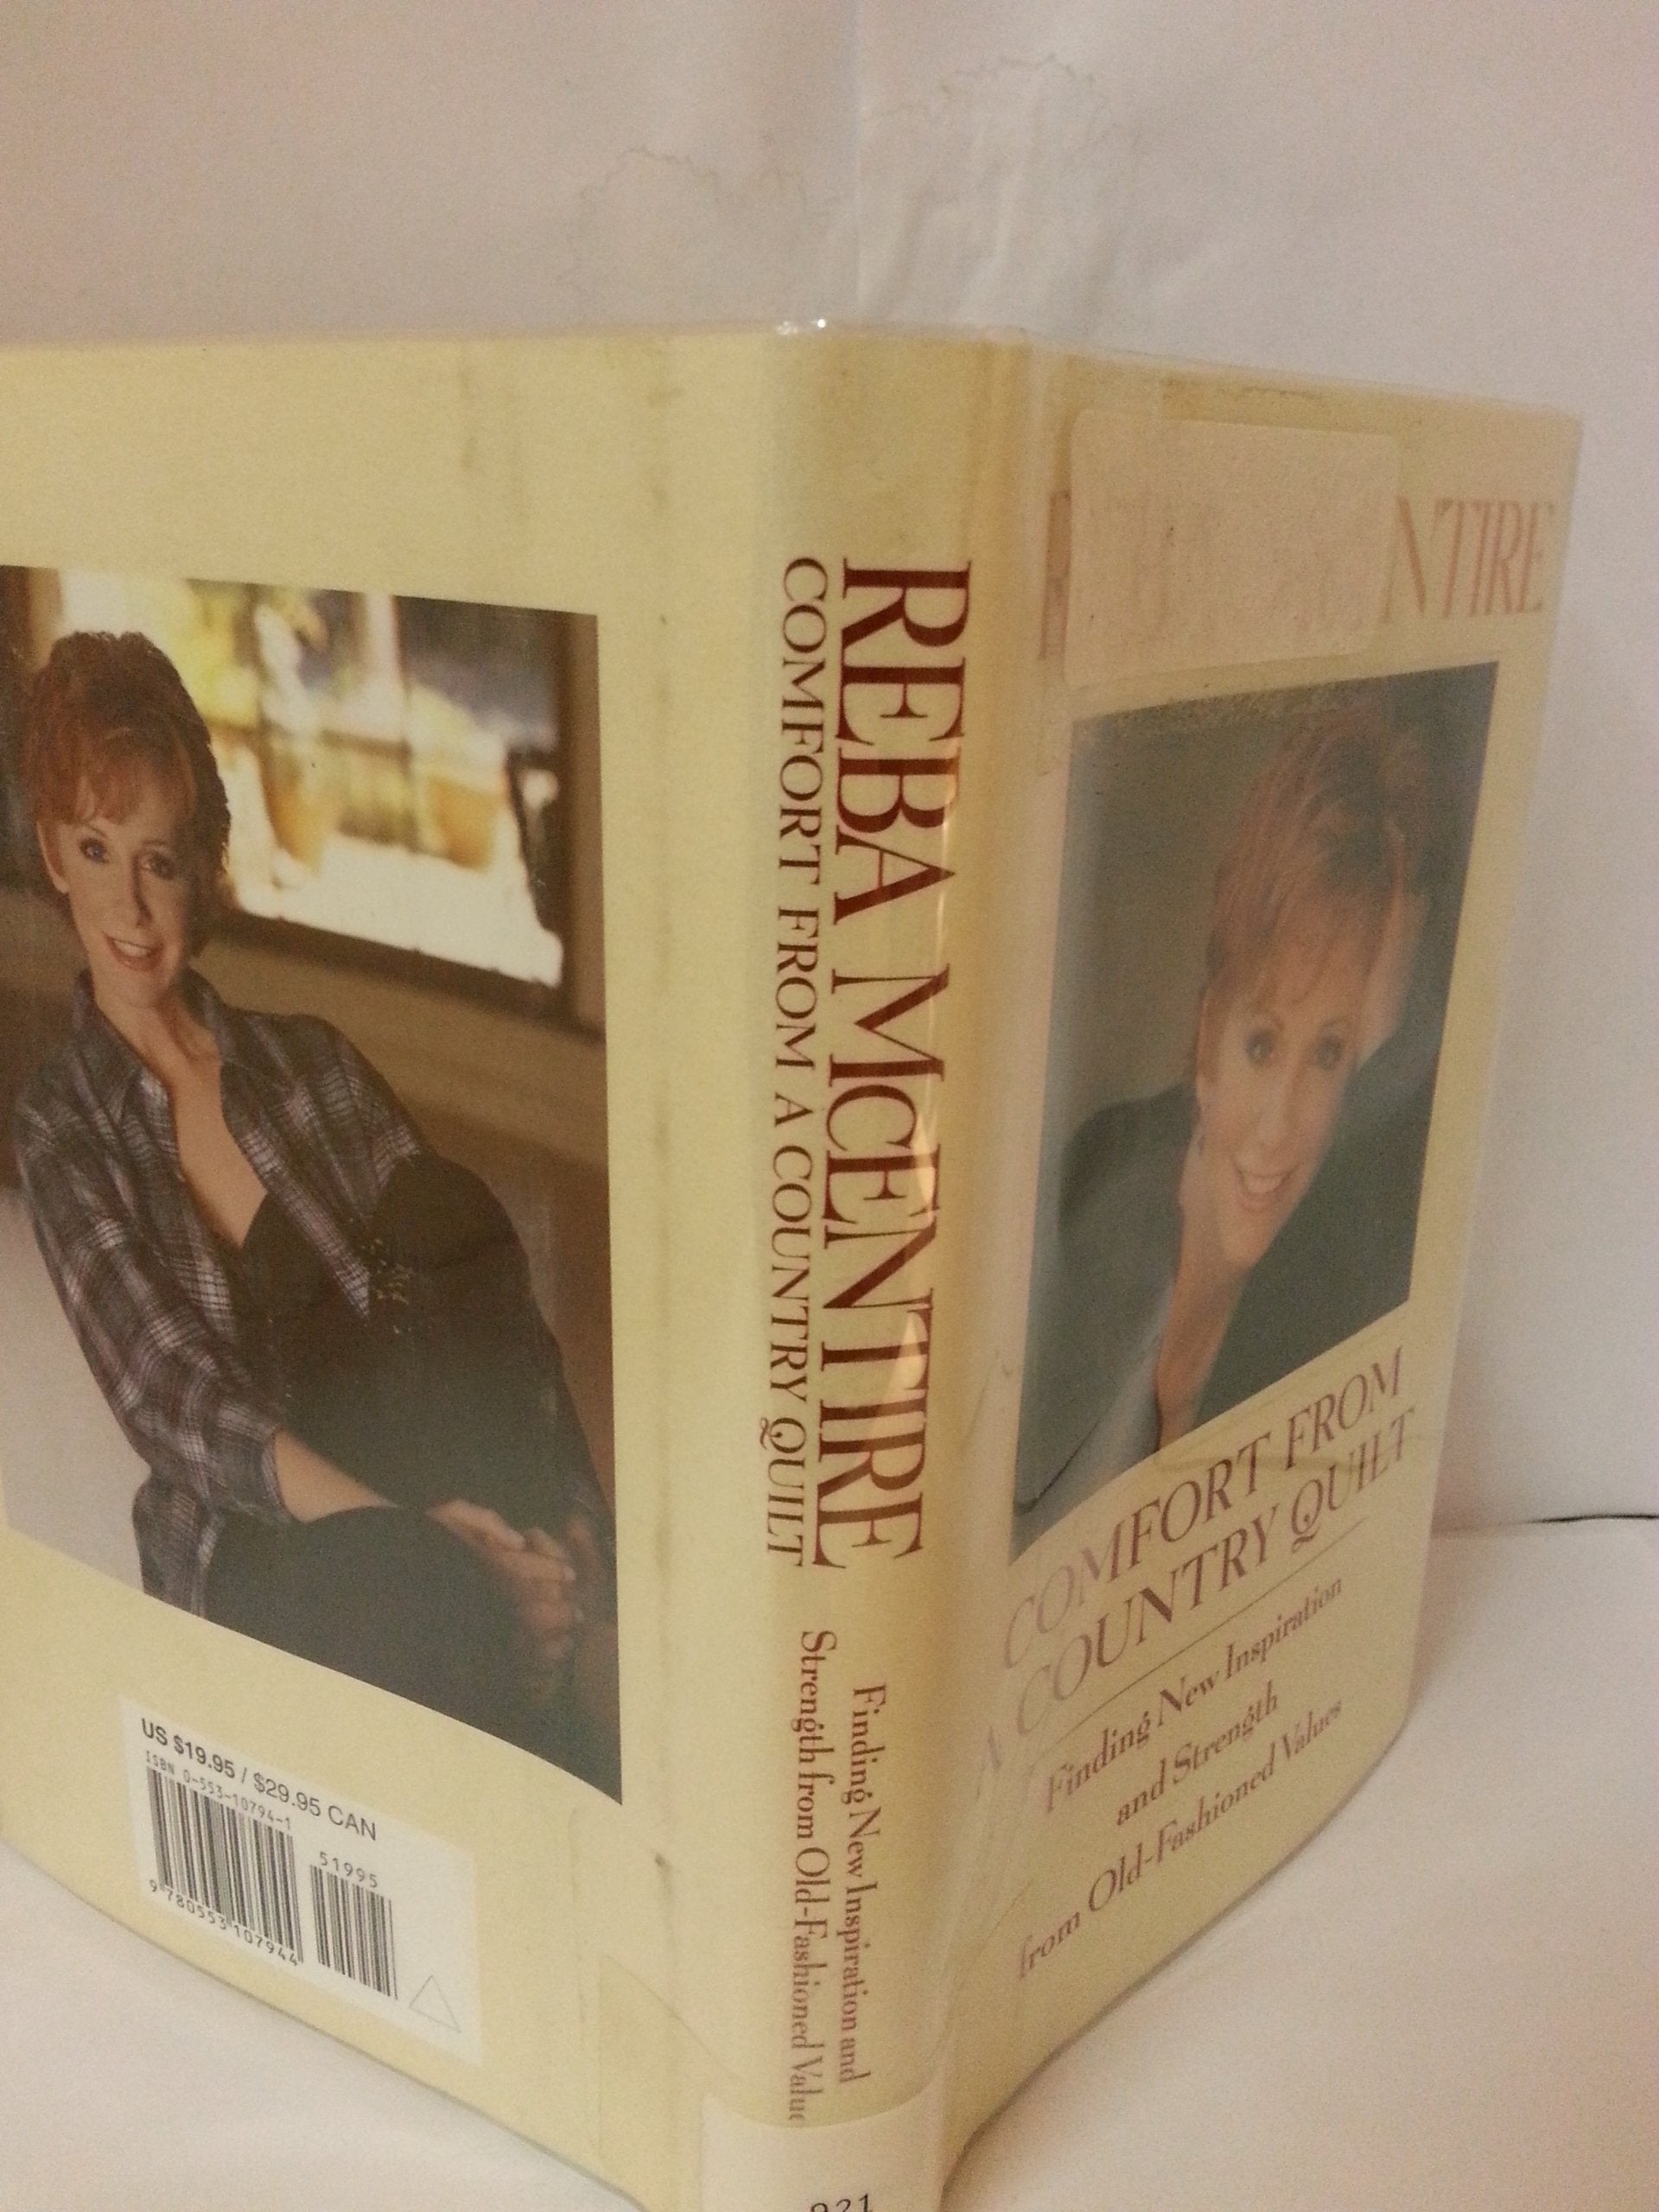 US $19.95 / $29.95 CAN
ISBN 0-553-10794-1
51995
9 780553 107944
REBA MCENTIRE
COMFORT FROM A COUNTRY QUILT
Finding New Inspiration and
Strength from Old-Fashioned Value
921
NTIRE
COMFORT FROM
A COUNTRY QUILT
Finding New Inspiration
and Strength
from Old-Fashioned Values